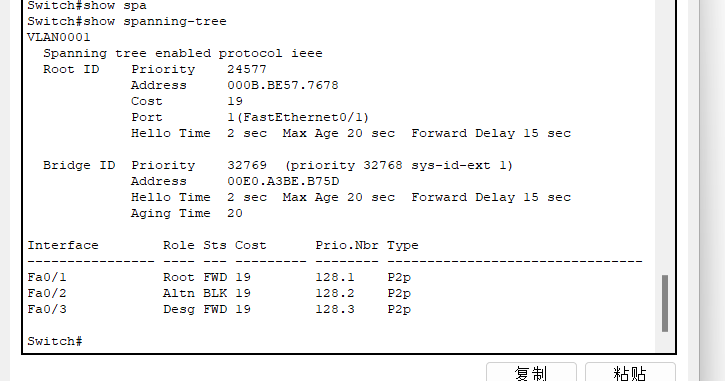 Switch#show spa
Switch#show spanning-tree
VLAN0001
  Spanning tree enabled protocol ieee
  Root ID    Priority    24577
             Address     000B.BE57.7678
             Cost        19
             Port        1(FastEthernet0/1)
             Hello Time  2 sec  Max Age 20 sec  Forward Delay 15 sec

  Bridge ID  Priority    32769  (priority 32768 sys-id-ext 1)
             Address     00E0.A3BE.B75D
             Hello Time  2 sec  Max Age 20 sec  Forward Delay 15 sec
             Aging Time  20

Interface        Role Sts Cost      Prio.Nbr Type
---------------- ---- --- --------- -------- --------------------------------
Fa0/1            Root FWD 19        128.1    P2p
Fa0/2            Altn BLK 19        128.2    P2p
Fa0/3            Desg FWD 19        128.3    P2p

Switch#
复制 粘贴